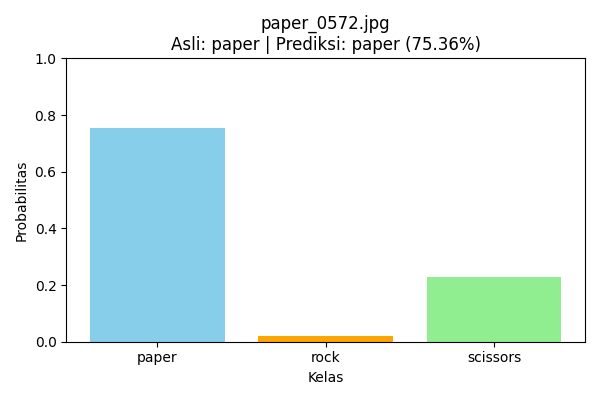 paper_0572.jpg
Asli: paper | Prediksi: paper (75.36%)
1.0
0.8
0.6
0.4
0.2
0.0
Probabilitas
paper rock scissors
Kelas